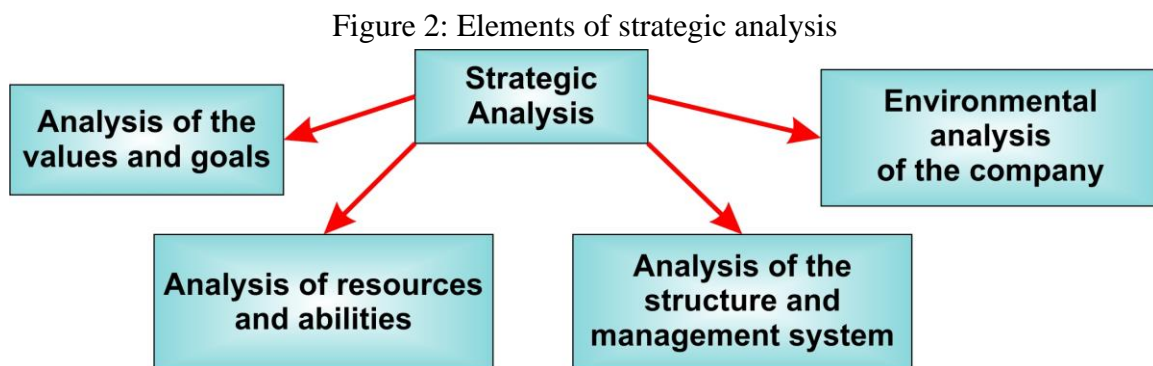 Figure 2: Elements of strategic analysis
Strategic
Analysis
Analysis of the
values and goals
Environmental
analysis
of the company
Analysis of resources
and abilities
Analysis of the
structure and
management system